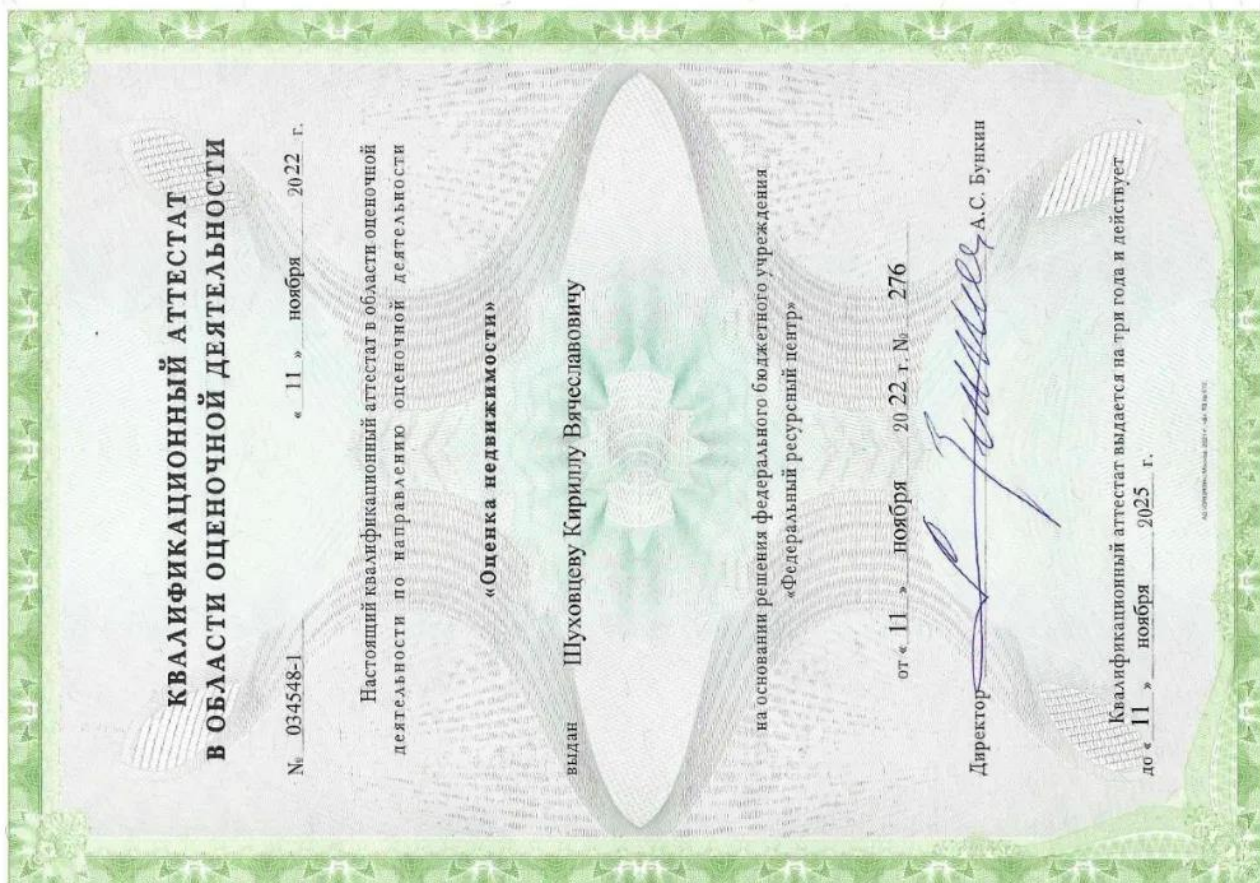 КВАЛИФИКАЦИОННЫЙ АТТЕСТАТ
В ОБЛАСТИ ОЦЕНОЧНОЙ ДЕЯТЕЛЬНОСТИ
№ 034548-1 « 11 » ноября 2022 г.
Настоящий квалификационный аттестат в области оценочной
деятельности по направлению оценочной деятельности
«Оценка недвижимости»
выдан Шуховцеву Кириллу Вячеславовичу
на основании решения федерального бюджетного учреждения
«Федеральный ресурсный центр»
от « 11 » ноября 20 22 г. № 276
Директор А.С. Бункин
Квалификационный аттестат выдается на три года и действует
до « 11 » ноября 2025 г.